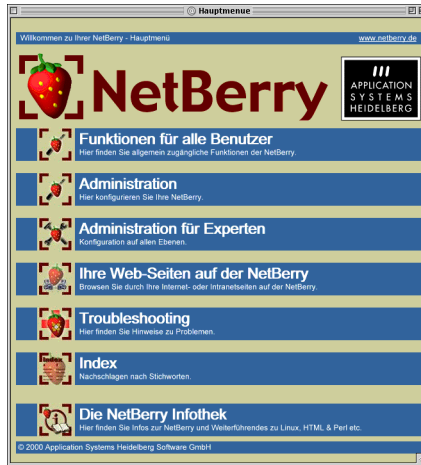 Hauptmenue
Willkommen zu Ihrer NetBerry - Hauptmenü
www.netberry.de
NetBerry
APPLICATION
SYSTEMS
HEIDELBERG
Funktionen für alle Benutzer
Hier finden Sie allgemein zugängliche Funktionen der NetBerry.
Administration
Hier konfigurieren Sie Ihre NetBerry.
Administration für Experten
Konfiguration auf allen Ebenen.
Ihre Web-Seiten auf der NetBerry
Browsen Sie durch Ihre Internet- oder Intranetseiten auf der NetBerry.
Troubleshooting
Hier finden Sie Hinweise zu Problemen.
Index
Index
Nachschlagen nach Stichworten.
Die NetBerry Infothek
Hier finden Sie Infos zur NetBerry und Weiterführendes zu Linux, HTML & Perl etc.
© 2000 Application Systems Heidelberg Software GmbH